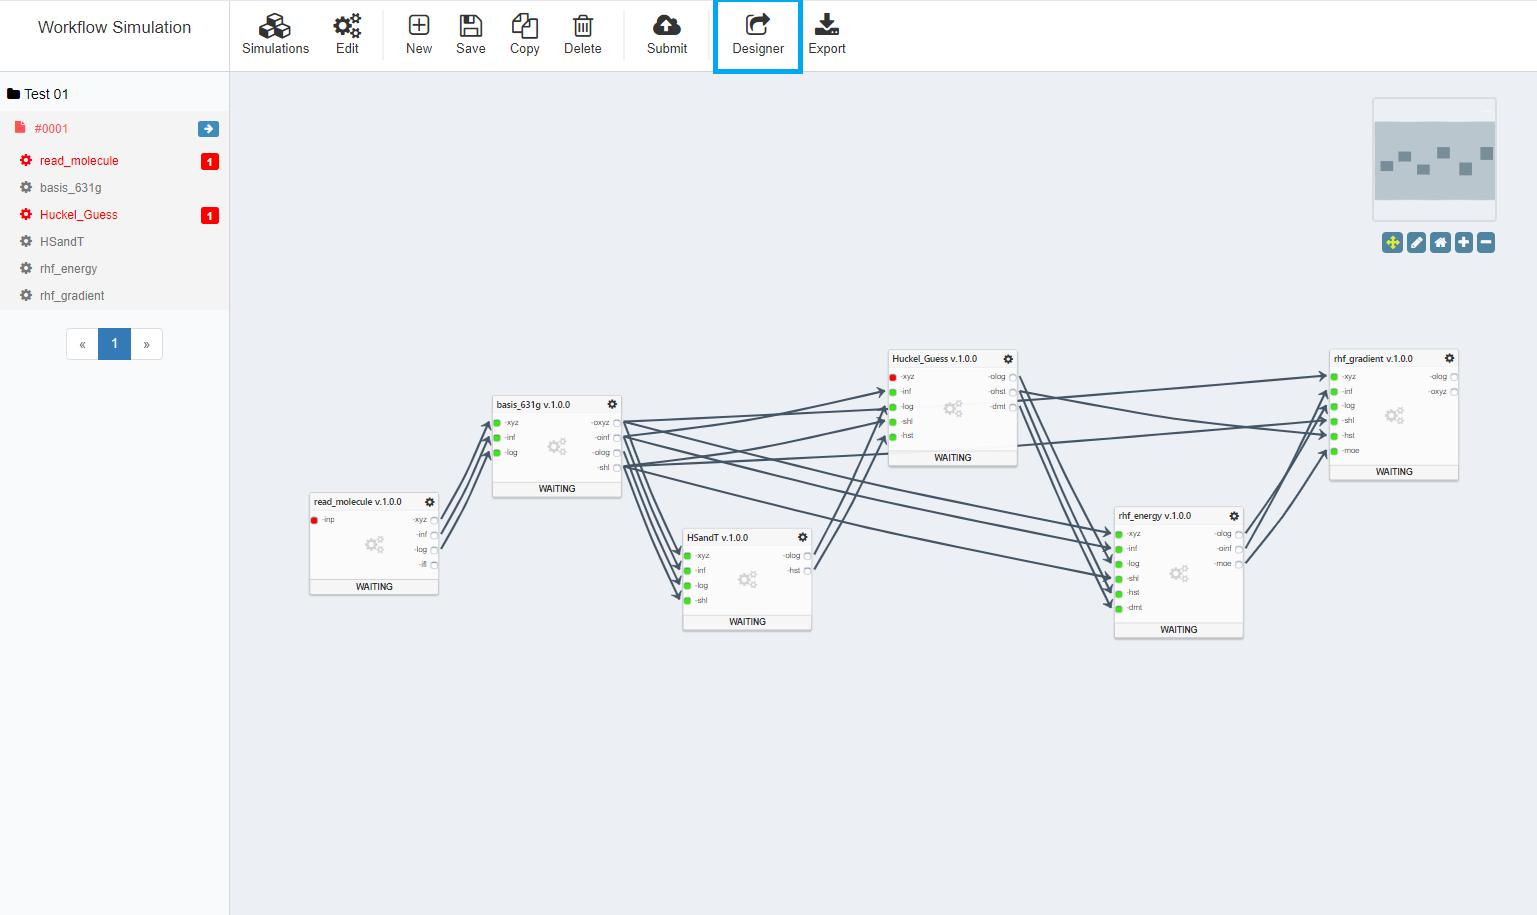 Workflow Simulation
Simulations Edit New Save Copy Delete Submit Designer Export
Test 01
#0001
read_molecule 1
basis_631g
Huckel_Guess 1
HSandT
rhf_energy
rhf_gradient
« 1 »
read_molecule v.1.0.0
-inp -xyz
-inf
-log
-ifl
WAITING
basis_631g v.1.0.0
-xyz -oxyz
-inf -oinf
-log -olog
-shl
WAITING
HSandT v.1.0.0
-xyz -olog
-inf -hst
-log
-shl
WAITING
Huckel_Guess v.1.0.0
-xyz -olog
-inf -ohst
-log -dmt
-shl
-hst
WAITING
rhf_energy v.1.0.0
-xyz -olog
-inf -oinf
-log -moe
-shl
-hst
-dmt
WAITING
rhf_gradient v.1.0.0
-xyz -olog
-inf -oxyz
-log
-shl
-hst
-moe
WAITING